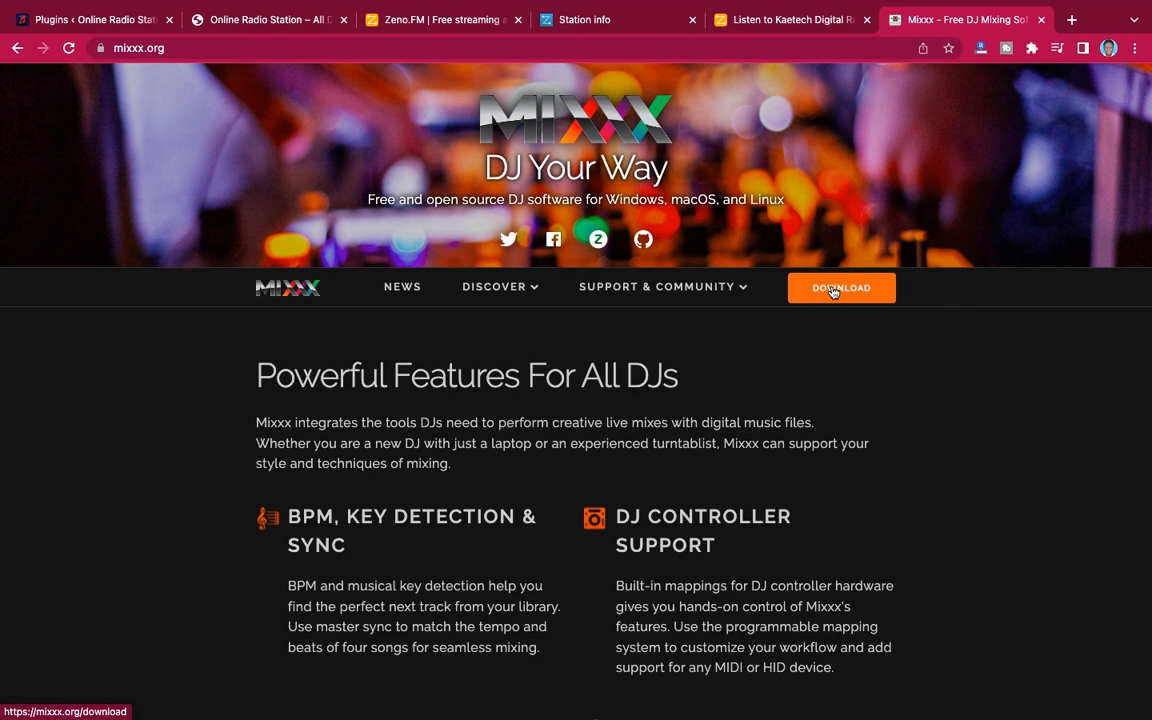 Plugins ‹ Online Radio Stati
Online Radio Station – All D
Zeno.FM | Free streaming a
Station info
Listen to Kaetech Digital Ra
Mixxx - Free DJ Mixing Sof
mixxx.org
MIXXX
DJ Your Way
Free and open source DJ software for Windows, macOS, and Linux
MIXXX
NEWS
DISCOVER
SUPPORT & COMMUNITY
DOWNLOAD
Powerful Features For All DJs
Mixxx integrates the tools DJs need to perform creative live mixes with digital music files.
Whether you are a new DJ with just a laptop or an experienced turntablist, Mixxx can support your
style and techniques of mixing.
BPM, KEY DETECTION &
SYNC
BPM and musical key detection help you
find the perfect next track from your library.
Use master sync to match the tempo and
beats of four songs for seamless mixing.
DJ CONTROLLER
SUPPORT
Built-in mappings for DJ controller hardware
gives you hands-on control of Mixxx's
features. Use the programmable mapping
system to customize your workflow and add
support for any MIDI or HID device.
https://mixxx.org/download